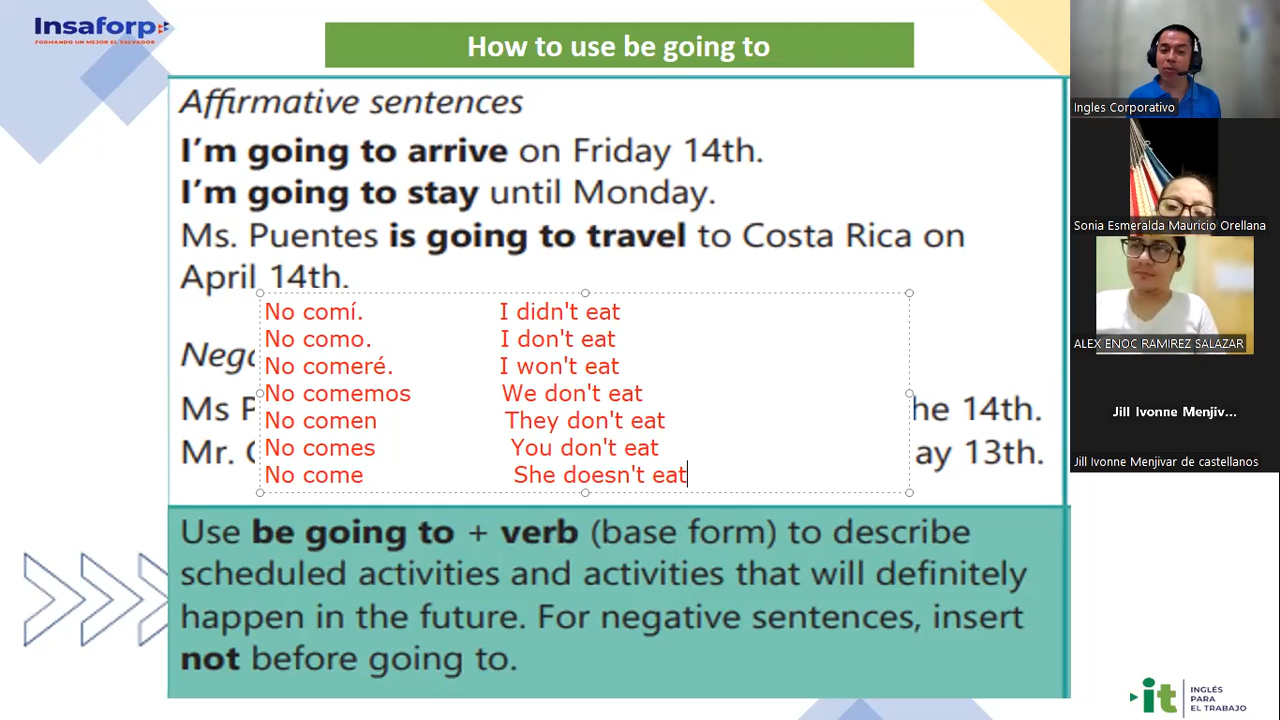 Insaforp
FORMANDO UN MEJOR EL SALVADOR
How to use be going to
Affirmative sentences
I'm going to arrive on Friday 14th.
I'm going to stay until Monday.
Ms. Puentes is going to travel to Costa Rica on
April 14th.
No comí. I didn't eat
No como. I don't eat
No comeré. I won't eat
No comemos We don't eat
No comen They don't eat
No comes You don't eat
No come She doesn't eat
Ms he 14th.
Mr. ay 13th.
Use be going to + verb (base form) to describe
scheduled activities and activities that will definitely
happen in the future. For negative sentences, insert
not before going to.
it
INGLÉS
PARA
EL TRABAJO
Ingles Corporativo
Sonia Esmeralda Mauricio Orellana
ALEX ENOC RAMIREZ SALAZAR
Jill Ivonne Menjiv...
Jill Ivonne Menjivar de castellanos